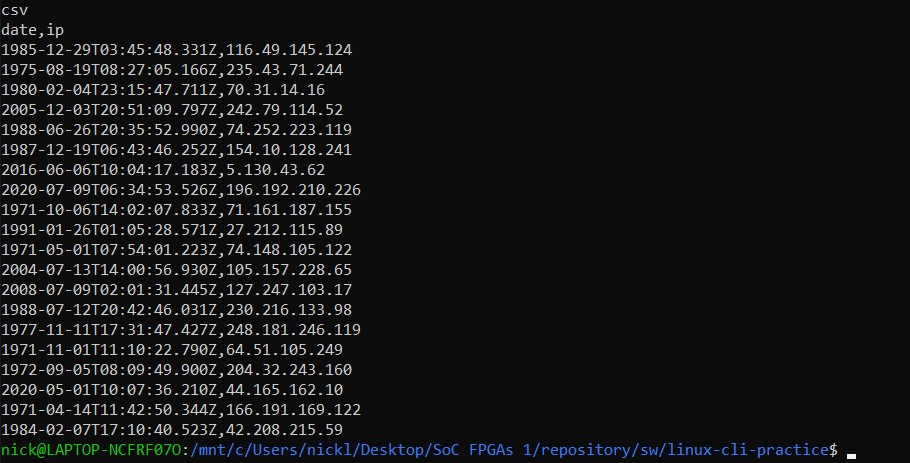 csv
date,ip
1985-12-29T03:45:48.331Z,116.49.145.124
1975-08-19T08:27:05.166Z,235.43.71.244
1980-02-04T23:15:47.711Z,70.31.14.16
2005-12-03T20:51:09.797Z,242.79.114.52
1988-06-26T20:35:52.990Z,74.252.223.119
1987-12-19T06:43:46.252Z,154.10.128.241
2016-06-06T10:04:17.183Z,5.130.43.62
2020-07-09T06:34:53.526Z,196.192.210.226
1971-10-06T14:02:07.833Z,71.161.187.155
1991-01-26T01:05:28.571Z,27.212.115.89
1971-05-01T07:54:01.223Z,74.148.105.122
2004-07-13T14:00:56.930Z,105.157.228.65
2008-07-09T02:01:31.445Z,127.247.103.17
1988-07-12T20:42:46.031Z,230.216.133.98
1977-11-11T17:31:47.427Z,248.181.246.119
1971-11-01T11:10:22.790Z,64.51.105.249
1972-09-05T08:09:49.900Z,204.32.243.160
2020-05-01T10:07:36.210Z,44.165.162.10
1971-04-14T11:42:50.344Z,166.191.169.122
1984-02-07T17:10:40.523Z,42.208.215.59
nick@LAPTOP-NCFRF07O:/mnt/c/Users/nickl/Desktop/SoC FPGAs 1/repository/sw/linux-cli-practice$